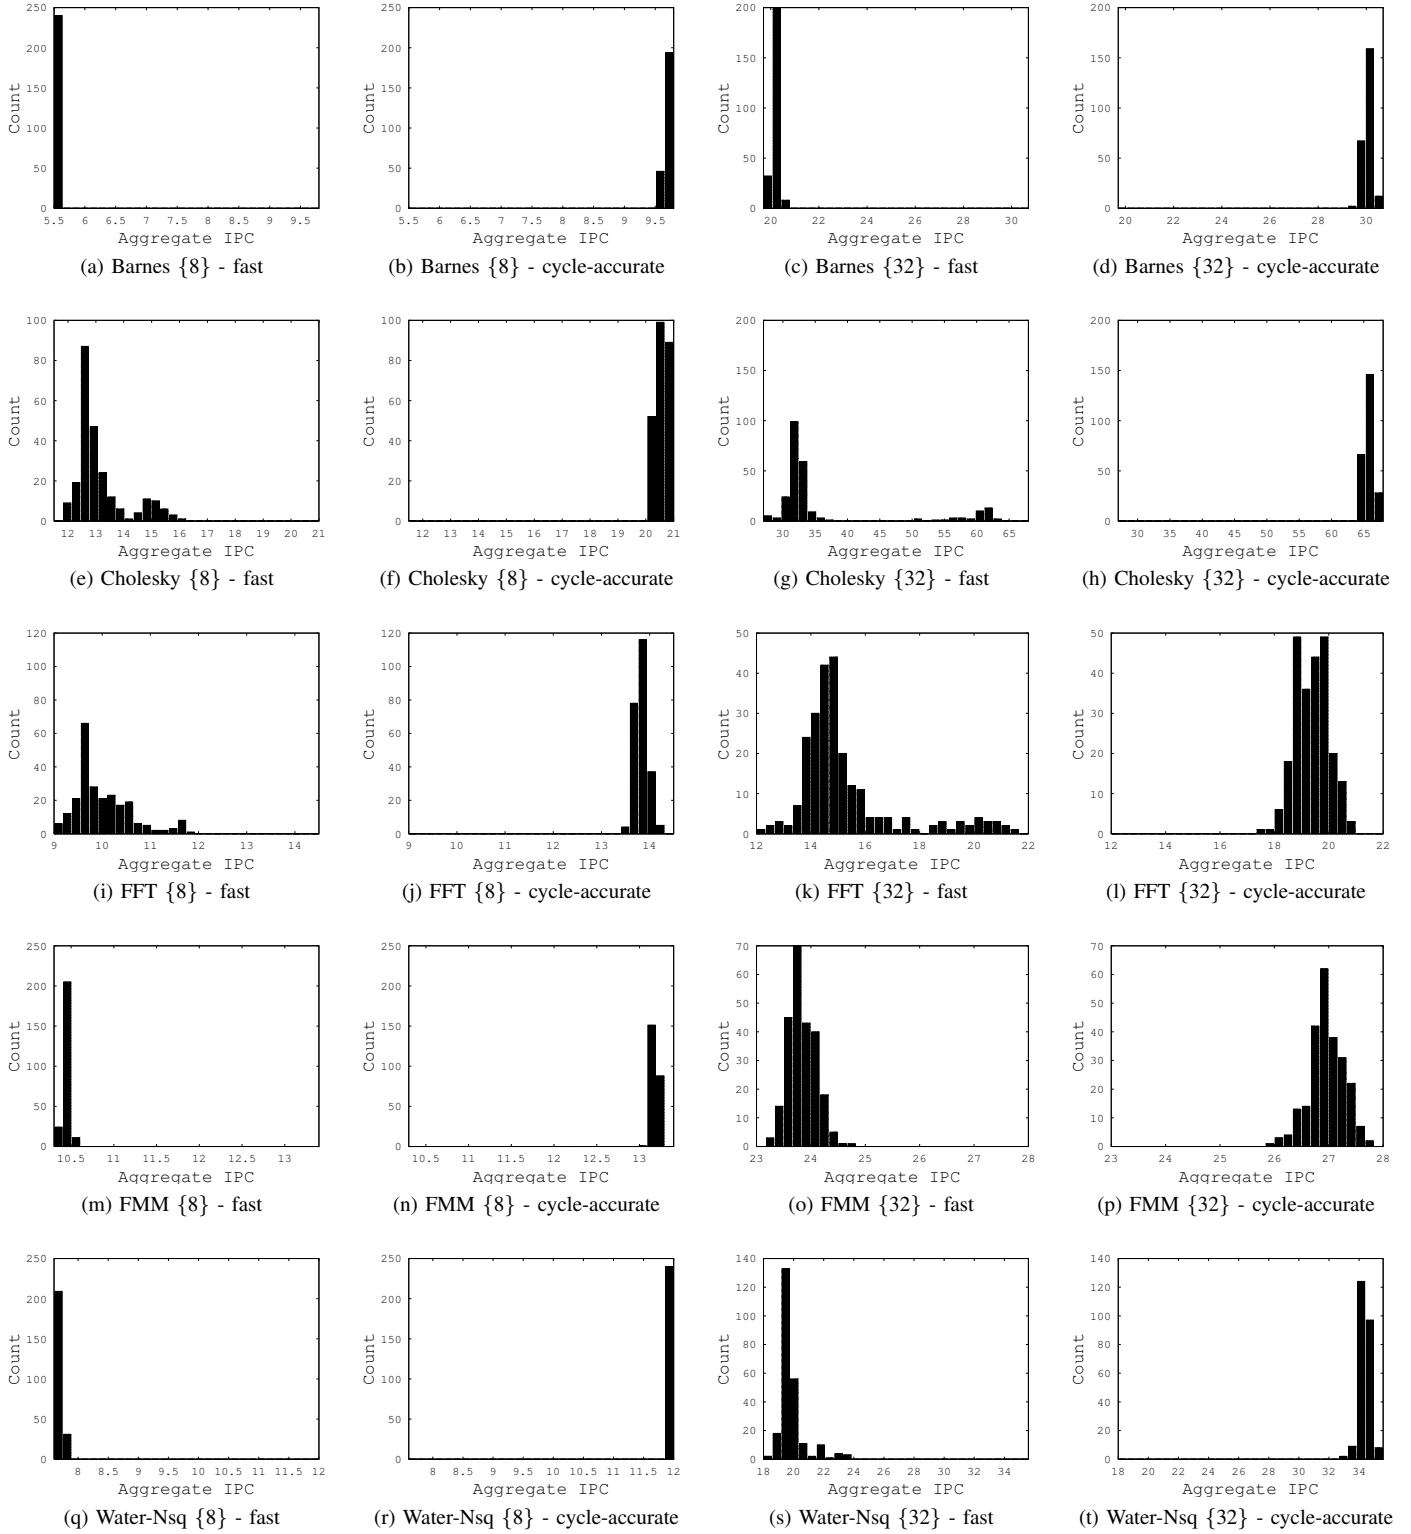 250
200
150
100
50
0
Count
5.5 6 6.5 7 7.5 8 8.5 9 9.5
Aggregate IPC
(a) Barnes {8} - fast
250
200
150
100
50
0
Count
5.5 6 6.5 7 7.5 8 8.5 9 9.5
Aggregate IPC
(b) Barnes {8} - cycle-accurate
200
150
100
50
0
Count
20 22 24 26 28 30
Aggregate IPC
(c) Barnes {32} - fast
200
150
100
50
0
Count
20 22 24 26 28 30
Aggregate IPC
(d) Barnes {32} - cycle-accurate
100
80
60
40
20
0
Count
12 13 14 15 16 17 18 19 20 21
Aggregate IPC
(e) Cholesky {8} - fast
100
80
60
40
20
0
Count
12 13 14 15 16 17 18 19 20 21
Aggregate IPC
(f) Cholesky {8} - cycle-accurate
200
150
100
50
0
Count
30 35 40 45 50 55 60 65
Aggregate IPC
(g) Cholesky {32} - fast
200
150
100
50
0
Count
30 35 40 45 50 55 60 65
Aggregate IPC
(h) Cholesky {32} - cycle-accurate
120
100
80
60
40
20
0
Count
9 10 11 12 13 14
Aggregate IPC
(i) FFT {8} - fast
120
100
80
60
40
20
0
Count
9 10 11 12 13 14
Aggregate IPC
(j) FFT {8} - cycle-accurate
50
40
30
20
10
0
Count
12 14 16 18 20 22
Aggregate IPC
(k) FFT {32} - fast
50
40
30
20
10
0
Count
12 14 16 18 20 22
Aggregate IPC
(l) FFT {32} - cycle-accurate
250
200
150
100
50
0
Count
10.5 11 11.5 12 12.5 13
Aggregate IPC
(m) FMM {8} - fast
250
200
150
100
50
0
Count
10.5 11 11.5 12 12.5 13
Aggregate IPC
(n) FMM {8} - cycle-accurate
70
60
50
40
30
20
10
0
Count
23 24 25 26 27 28
Aggregate IPC
(o) FMM {32} - fast
70
60
50
40
30
20
10
0
Count
23 24 25 26 27 28
Aggregate IPC
(p) FMM {32} - cycle-accurate
250
200
150
100
50
0
Count
8 8.5 9 9.5 10 10.5 11 11.5 12
Aggregate IPC
(q) Water-Nsq {8} - fast
250
200
150
100
50
0
Count
8 8.5 9 9.5 10 10.5 11 11.5 12
Aggregate IPC
(r) Water-Nsq {8} - cycle-accurate
140
120
100
80
60
40
20
0
Count
18 20 22 24 26 28 30 32 34
Aggregate IPC
(s) Water-Nsq {32} - fast
140
120
100
80
60
40
20
0
Count
18 20 22 24 26 28 30 32 34
Aggregate IPC
(t) Water-Nsq {32} - cycle-accurate